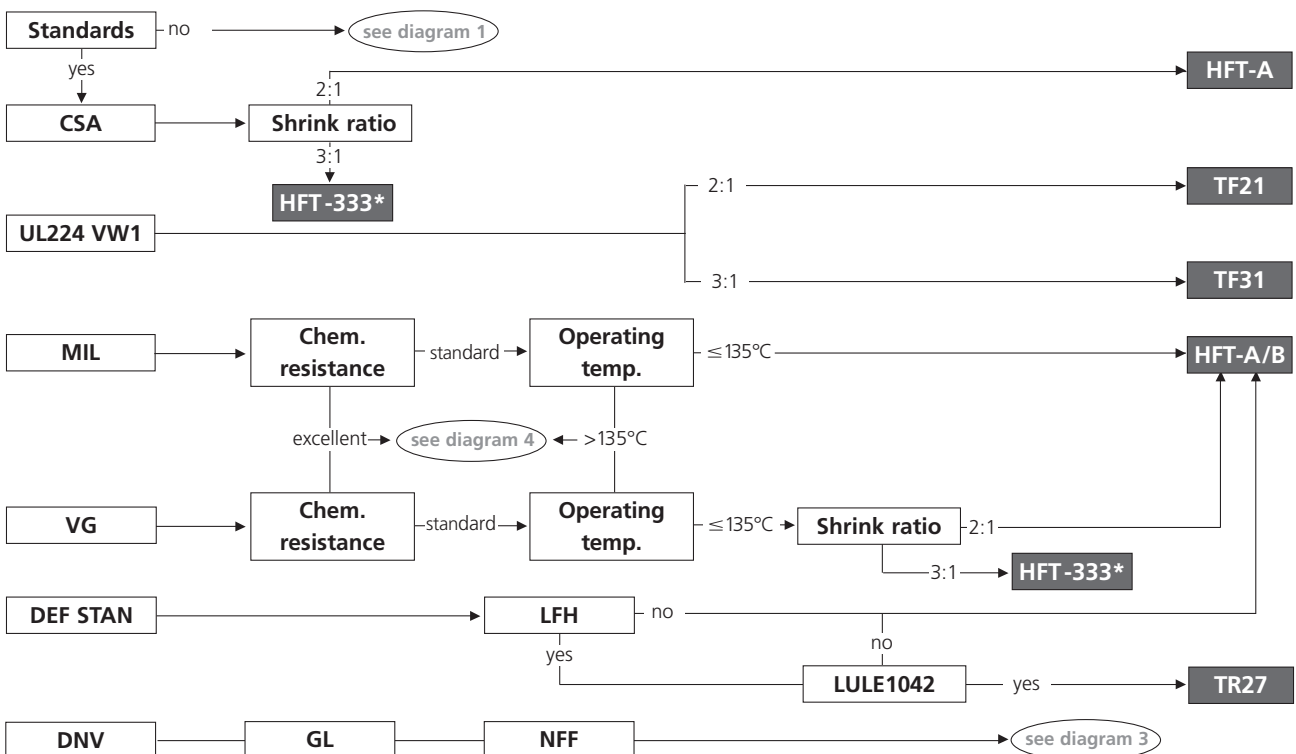 Standards
no
see diagram 1
yes
HFT-A
2:1
CSA
Shrink ratio
3:1
HFT-333*
2:1
TF21
UL224 VW1
3:1
TF31
MIL
Chem.
resistance
standard
Operating
temp.
≤135°C
HFT-A/B
excellent
see diagram 4
>135°C
VG
Chem.
resistance
standard
Operating
temp.
≤135°C
Shrink ratio
2:1
3:1
HFT-333*
DEF STAN
LFH
no
yes
no
LULE1042
yes
TR27
DNV
GL
NFF
see diagram 3